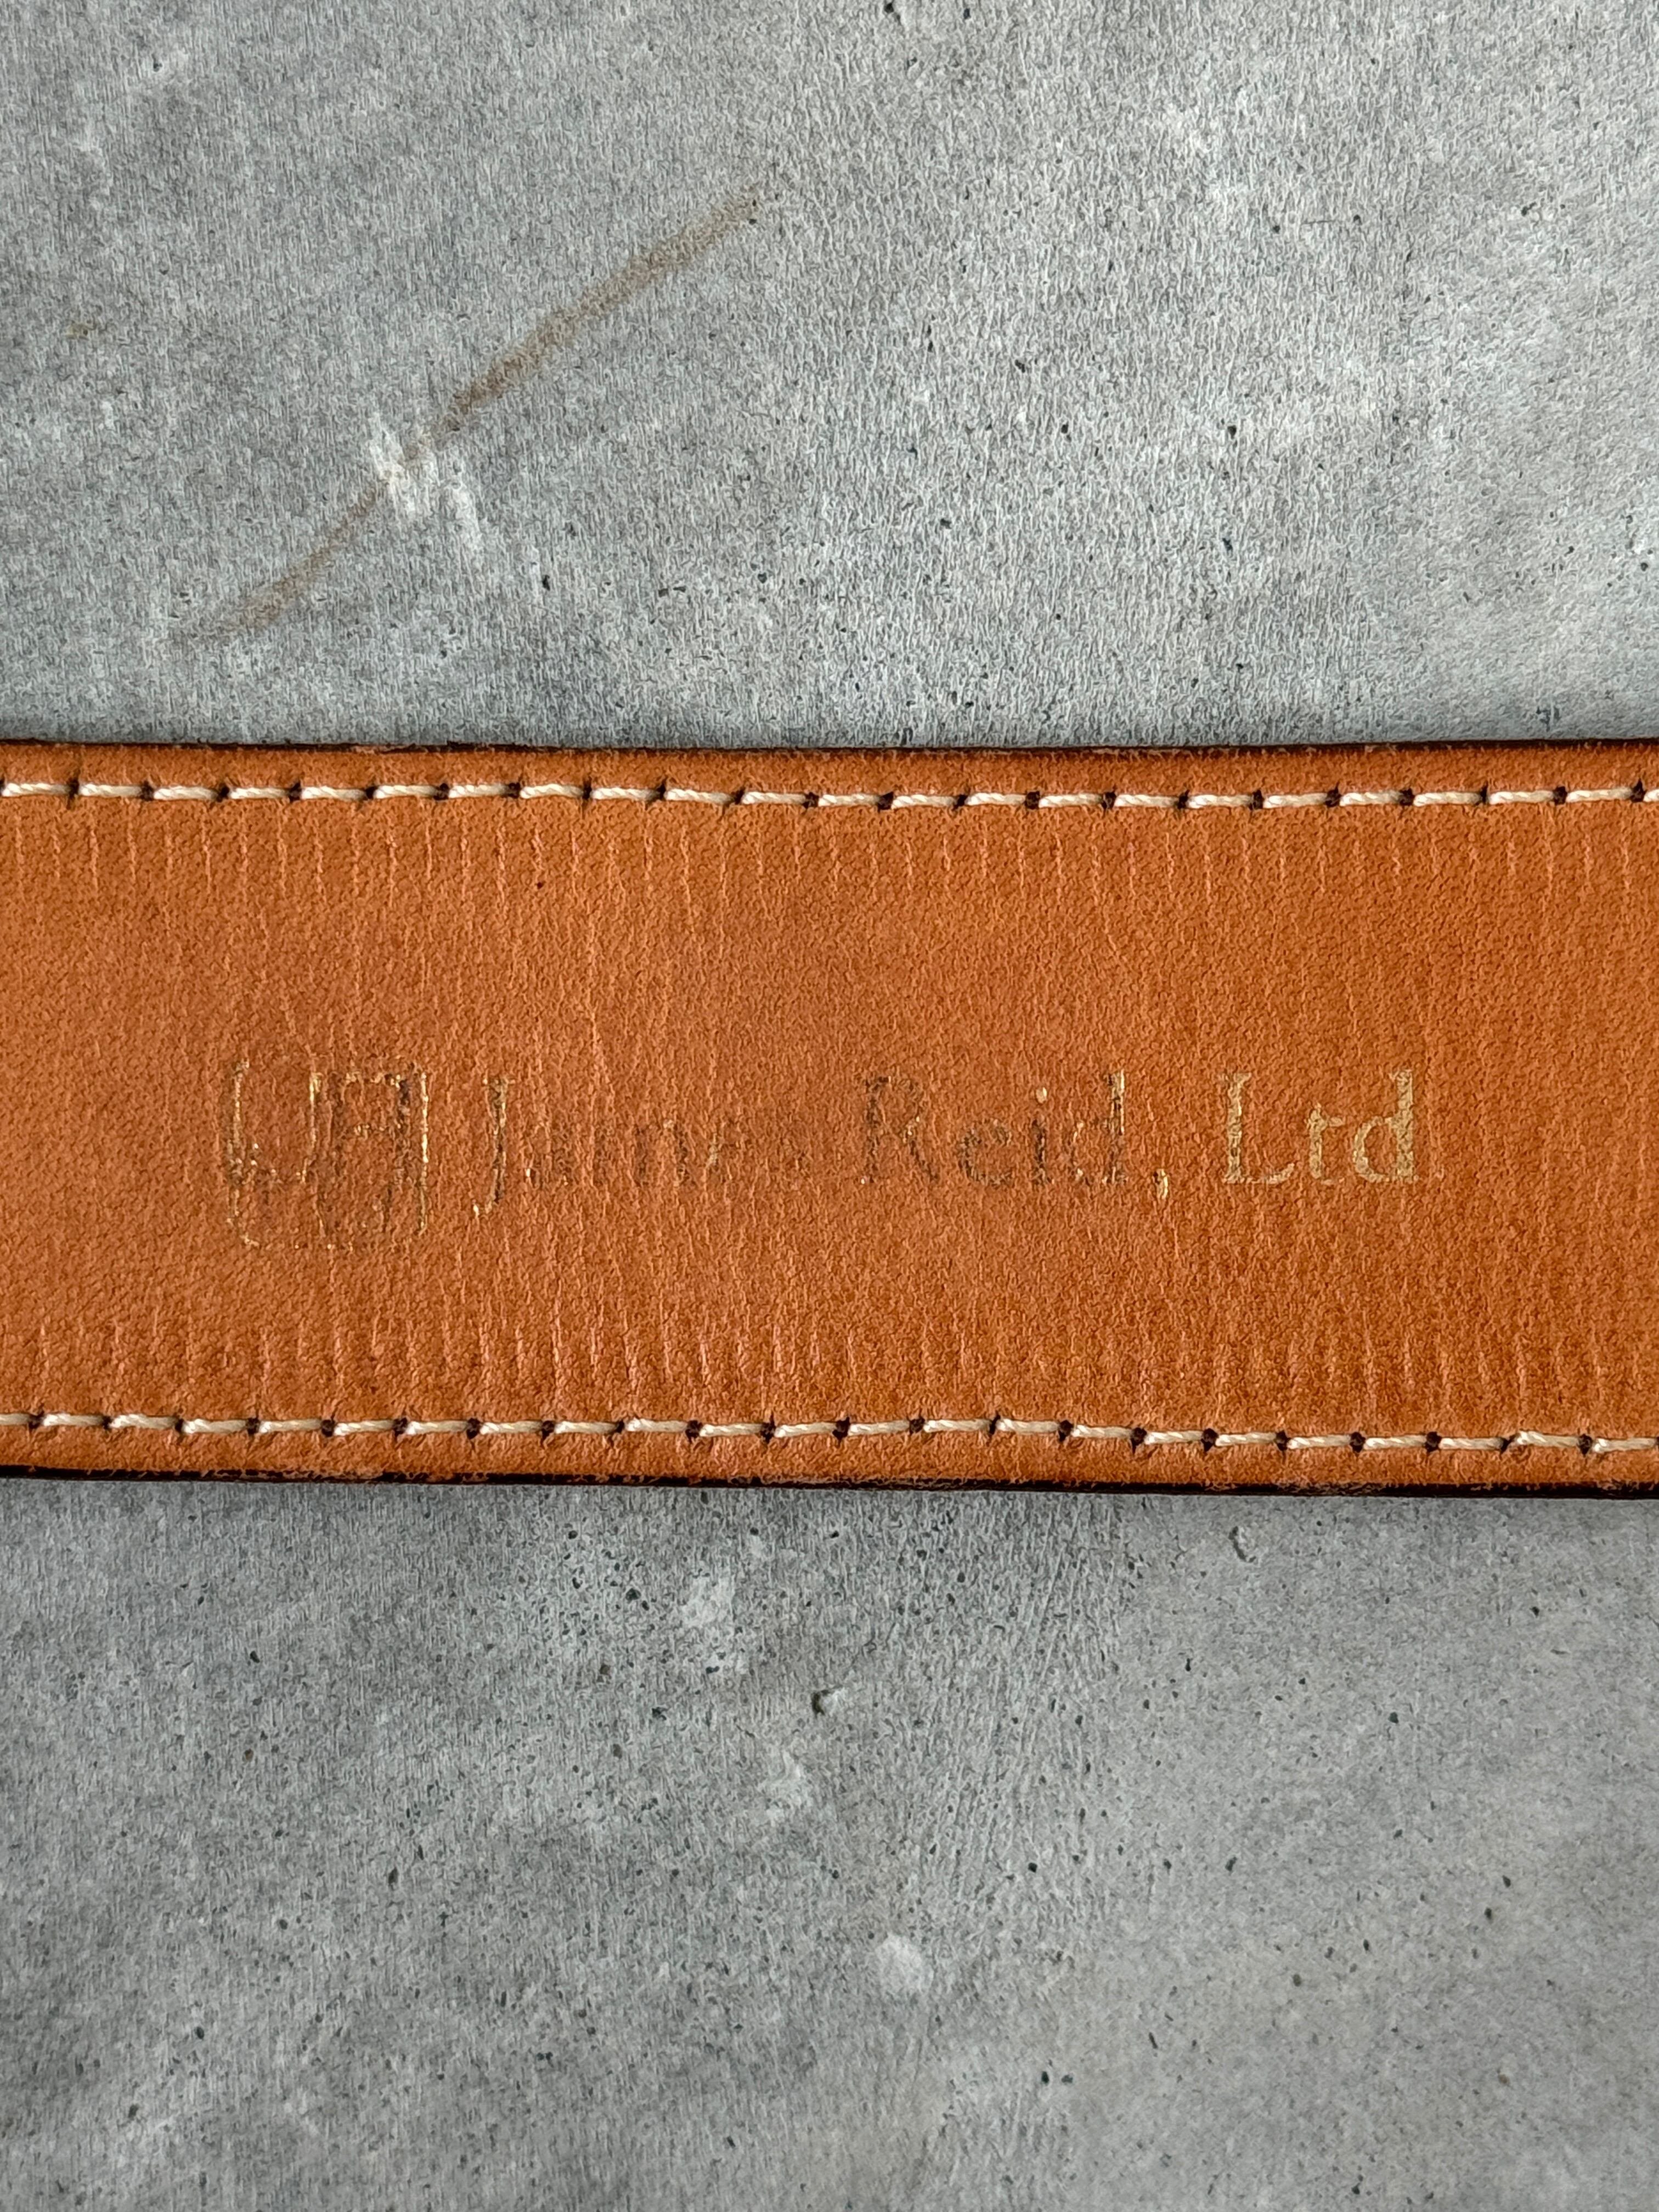 James Reid, Ltd.